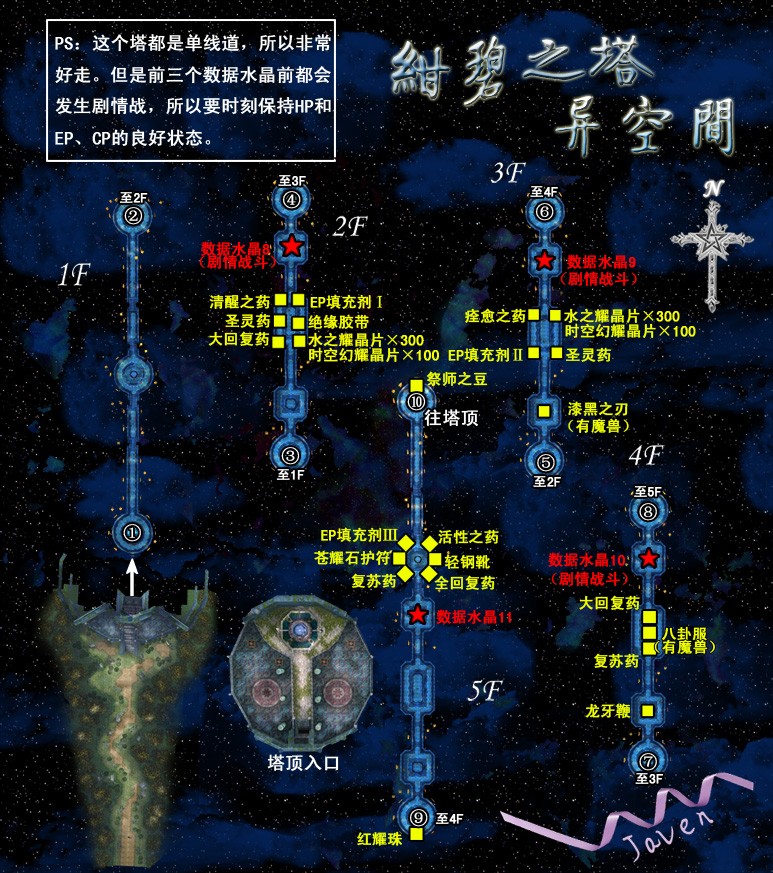 PS：这个塔都是单线道，所以非常
好走。但是前三个数据水晶前都会
发生剧情战，所以要时刻保持HP和
EP、CP的良好状态。
紺碧之塔
异空間
N
1F
至2F
②
①
2F
至3F
④
数据水晶8
（剧情战斗）
清醒之药
EP填充剂Ⅰ
圣灵药
绝缘胶带
大回复药
水之耀晶片×300
时空幻耀晶片×100
③
至1F
3F
至4F
⑥
数据水晶9
（剧情战斗）
痊愈之药
水之耀晶片×300
时空幻耀晶片×100
EP填充剂Ⅱ
圣灵药
漆黑之刃
（有魔兽）
⑤
至2F
4F
至5F
⑧
数据水晶10
（剧情战斗）
大回复药
八卦服
（有魔兽）
复苏药
龙牙鞭
⑦
至3F
5F
祭师之豆
⑩
往塔顶
EP填充剂Ⅲ
活性之药
苍耀石护符
轻钢靴
复苏药
全回复药
数据水晶11
⑨
至4F
红耀珠
塔顶入口
Javen